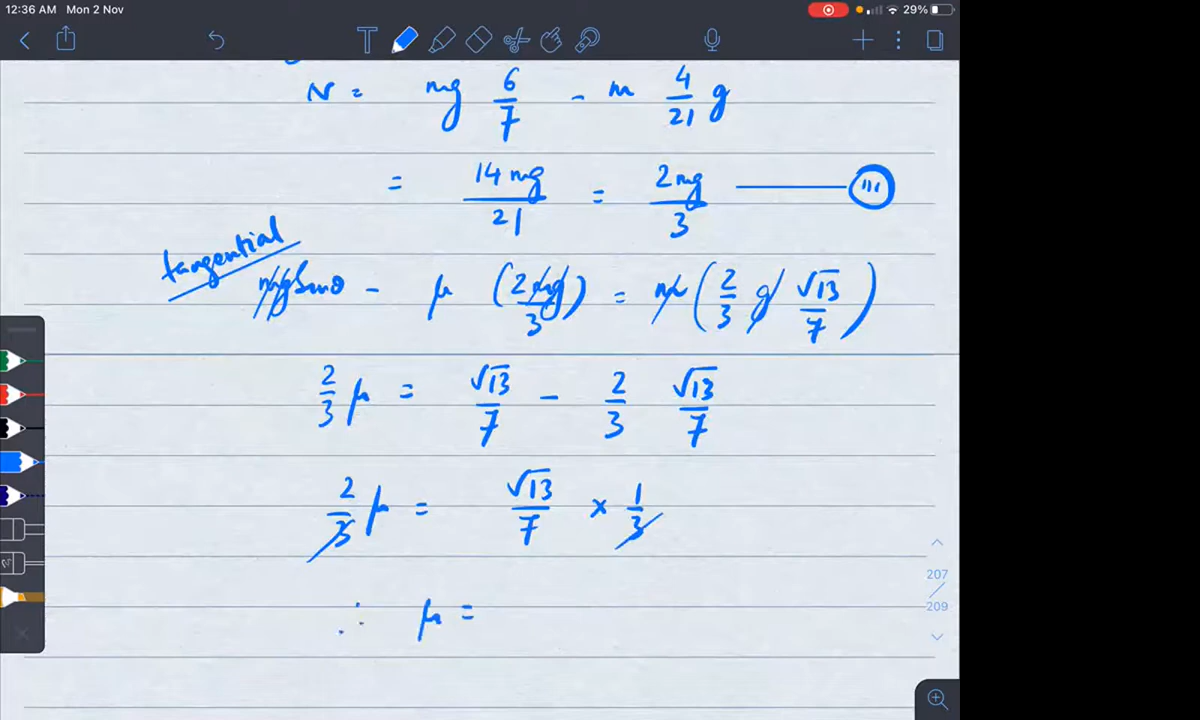 12:36 AM Mon 2 Nov 29%
N = mg 6/7 - m 4/21 g
= 14mg/21 = 2mg/3 (III)
tangential
mg sinθ - μ (2mg/3) = m (2/3 g √13/7)
2/3 μ = √13/7 - 2/3 √13/7
2/3 μ = √13/7 × 1/3
∴ μ =
207
209